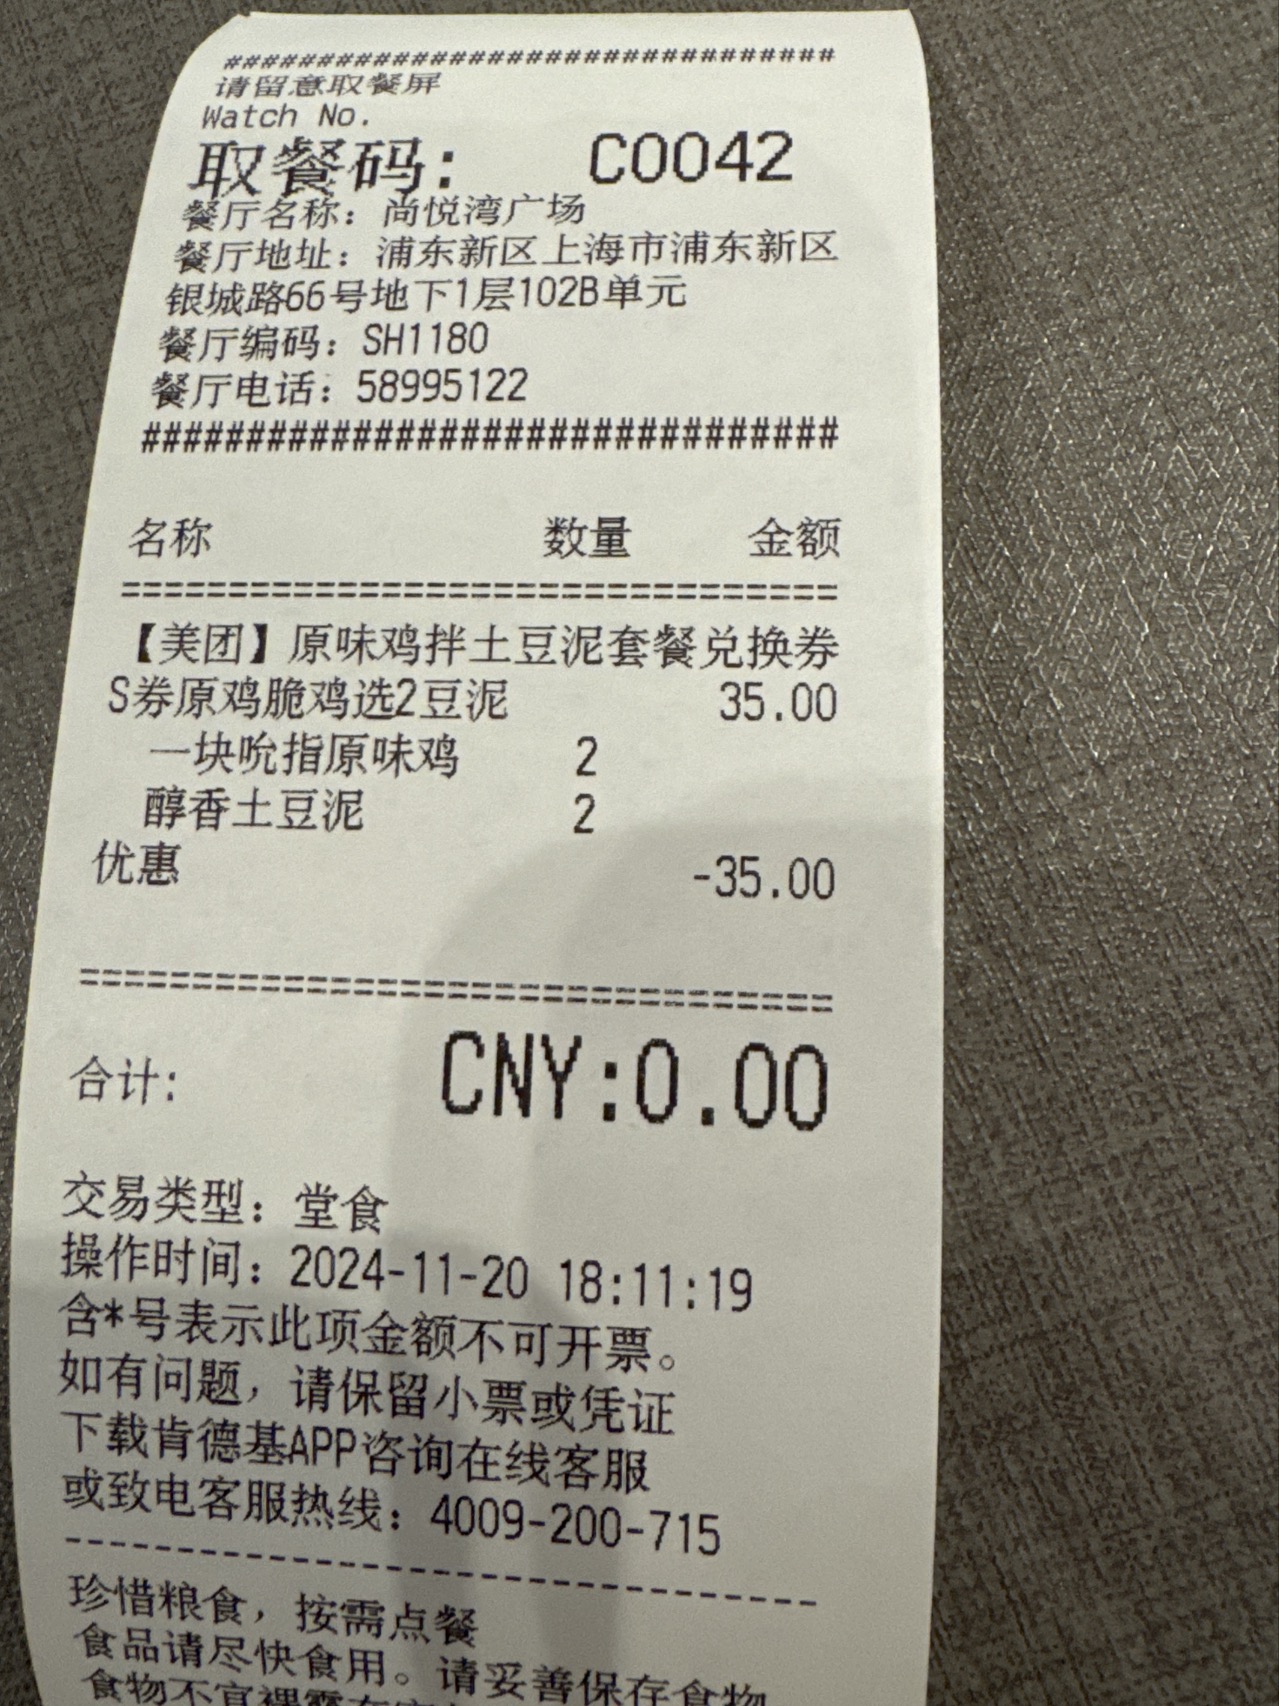 #################################
请留意取餐屏
Watch No.
取餐码: C0042
餐厅名称: 尚悦湾广场
餐厅地址: 浦东新区上海市浦东新区
银城路66号地下1层102B单元
餐厅编码: SH1180
餐厅电话: 58995122
#################################
名称 数量 金额
==================================
【美团】原味鸡拌土豆泥套餐兑换券
S券原鸡脆鸡选2豆泥 35.00
一块吮指原味鸡 2
醇香土豆泥 2
优惠 -35.00
==================================
合计: CNY:0.00
交易类型: 堂食
操作时间: 2024-11-20 18:11:19
含*号表示此项金额不可开票。
如有问题, 请保留小票或凭证
下载肯德基APP咨询在线客服
或致电客服热线: 4009-200-715
----------------------------------
珍惜粮食, 按需点餐
食品请尽快食用。请妥善保存食物
食物不宜裸露在